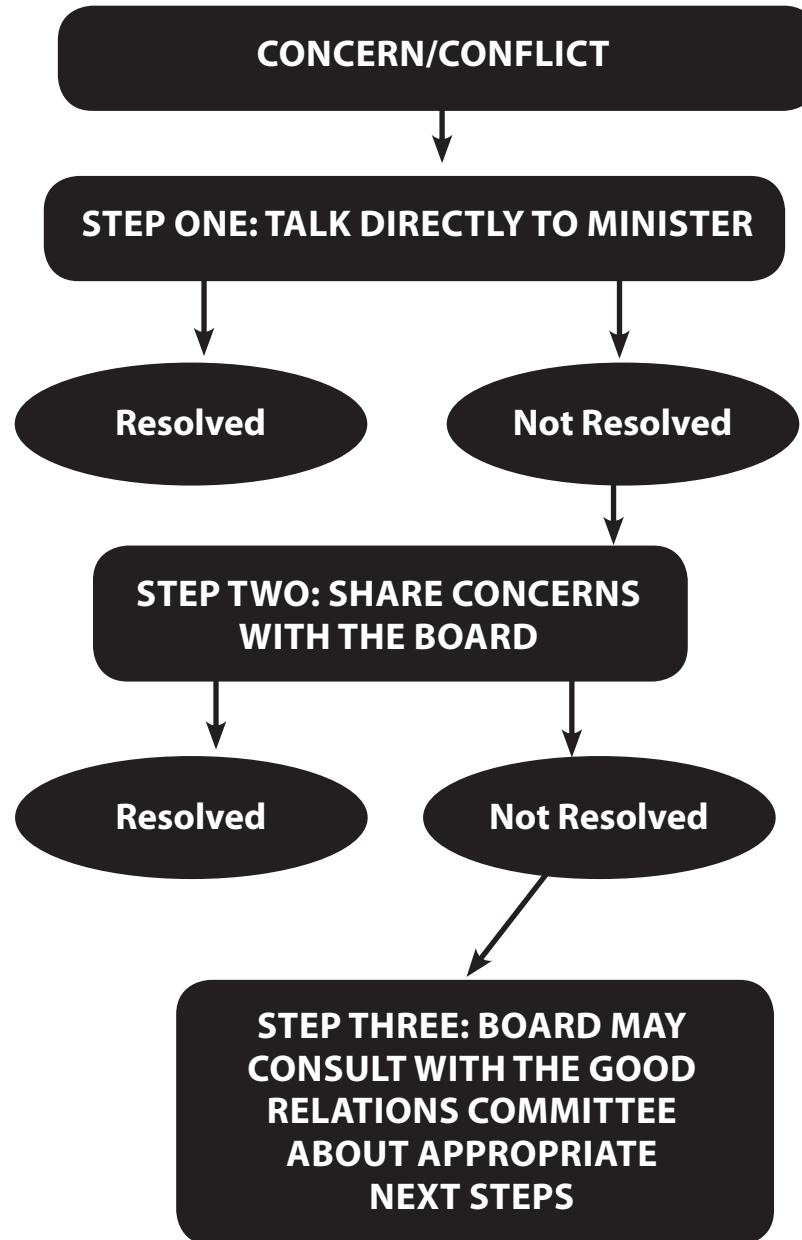 CONCERN/CONFLICT
STEP ONE: TALK DIRECTLY TO MINISTER
Resolved
Not Resolved
STEP TWO: SHARE CONCERNS
WITH THE BOARD
Resolved
Not Resolved
STEP THREE: BOARD MAY
CONSULT WITH THE GOOD
RELATIONS COMMITTEE
ABOUT APPROPRIATE
NEXT STEPS